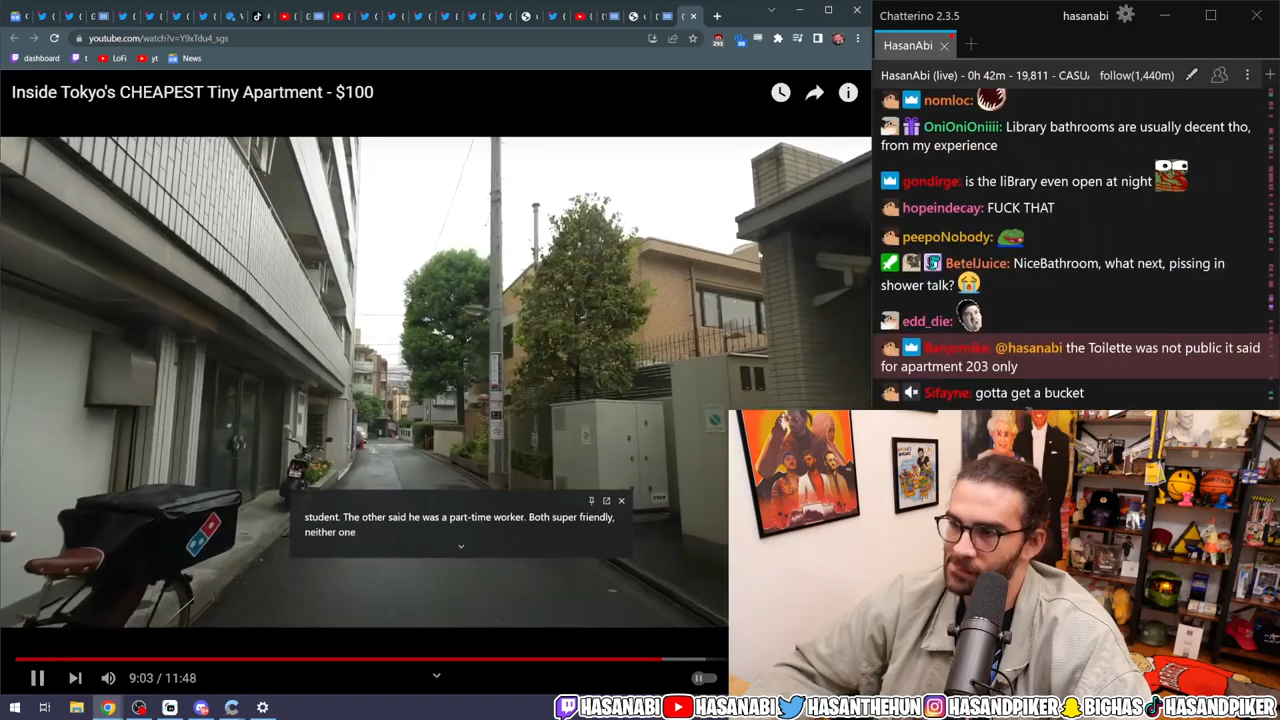 youtube.com/watch?v=Y9xTdu4_sgs
dashboard
t
LoFi
yt
News
293
Inside Tokyo's CHEAPEST Tiny Apartment - $100
student. The other said he was a part-time worker. Both super friendly,
neither one
9:03 / 11:48
Chatterino 2.3.5
hasanabi
HasanAbi
HasanAbi (live) - 0h 42m - 19,811 - CASU
follow(1,440m)
nomloc:
OniOniOniiii: Library bathrooms are usually decent tho,
from my experience
gondirge: is the liBrary even open at night
hopeindecay: FUCK THAT
peepoNobody:
BetelJuice: NiceBathroom, what next, pissing in
shower talk?
edd_die:
Banjomike: @hasanabi the Toilette was not public it said
for apartment 203 only
Sifayne: gotta get a bucket
HASANABI HASANABI HASANTHEHUN HASANDPIKER BIGHAS HASANDPIKER